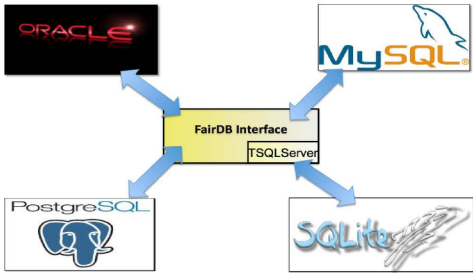 ORACLE
MySQL®
FairDB Interface
TSQLServer
PostgreSQL
SQLite